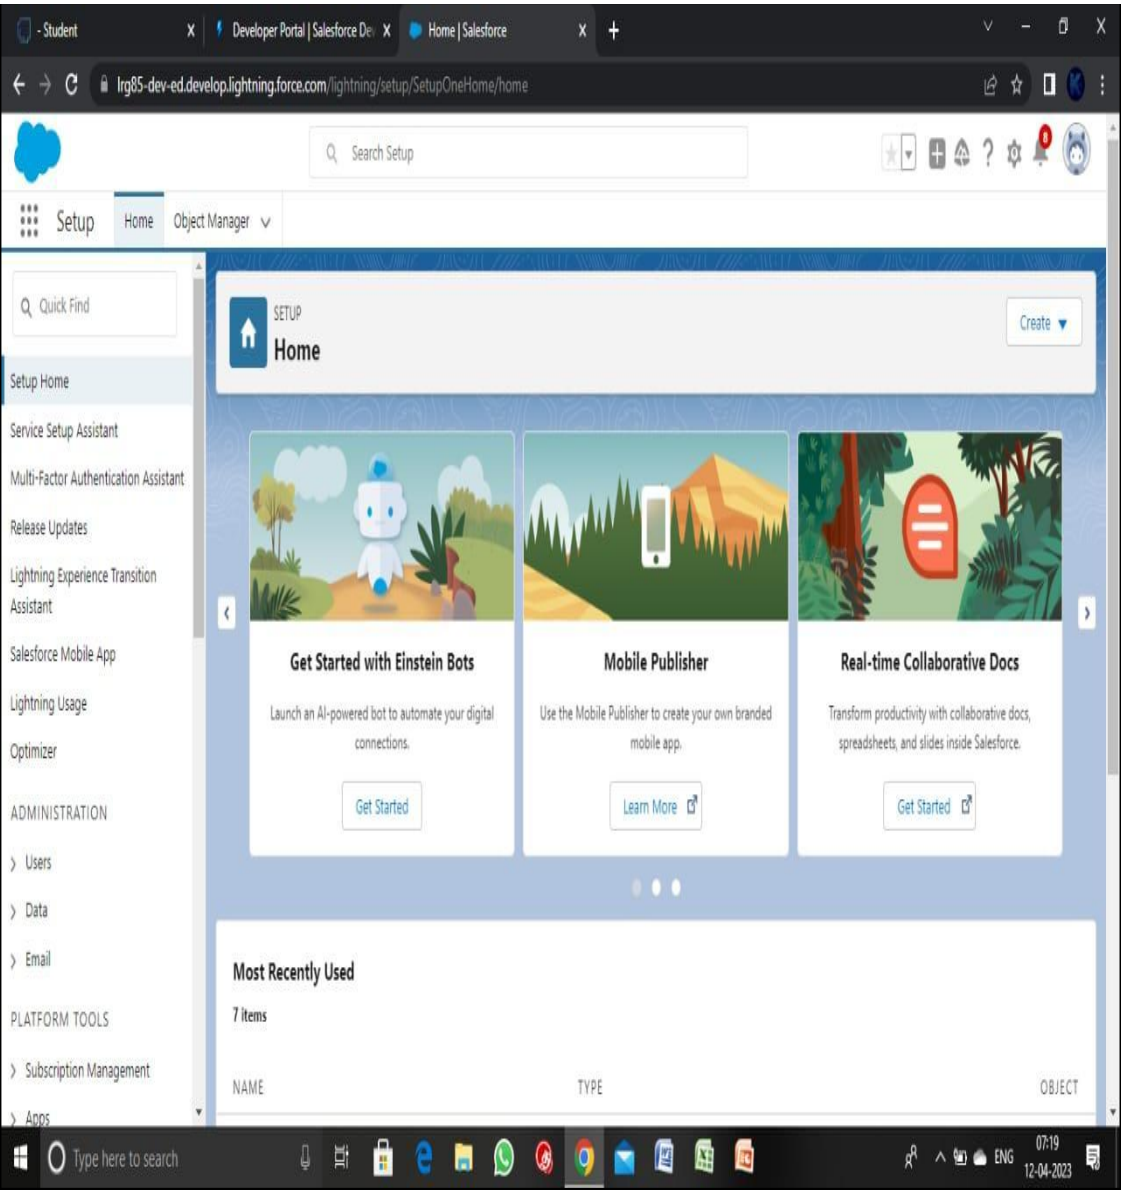 - Student
Developer Portal | Salesforce Dev
Home | Salesforce
lrg85-dev-ed.develop.lightning.force.com/lightning/setup/SetupOneHome/home
Search Setup
8
Setup
Home
Object Manager
Quick Find
SETUP
Home
Create
Setup Home
Service Setup Assistant
Multi-Factor Authentication Assistant
Release Updates
Lightning Experience Transition
Assistant
Salesforce Mobile App
Lightning Usage
Optimizer
ADMINISTRATION
Users
Data
Email
PLATFORM TOOLS
Subscription Management
Apps
Get Started with Einstein Bots
Launch an AI-powered bot to automate your digital
connections.
Get Started
Mobile Publisher
Use the Mobile Publisher to create your own branded
mobile app.
Learn More
Real-time Collaborative Docs
Transform productivity with collaborative docs,
spreadsheets, and slides inside Salesforce.
Get Started
Most Recently Used
7 items
NAME TYPE OBJECT
Type here to search
ENG
07:19
12-04-2023